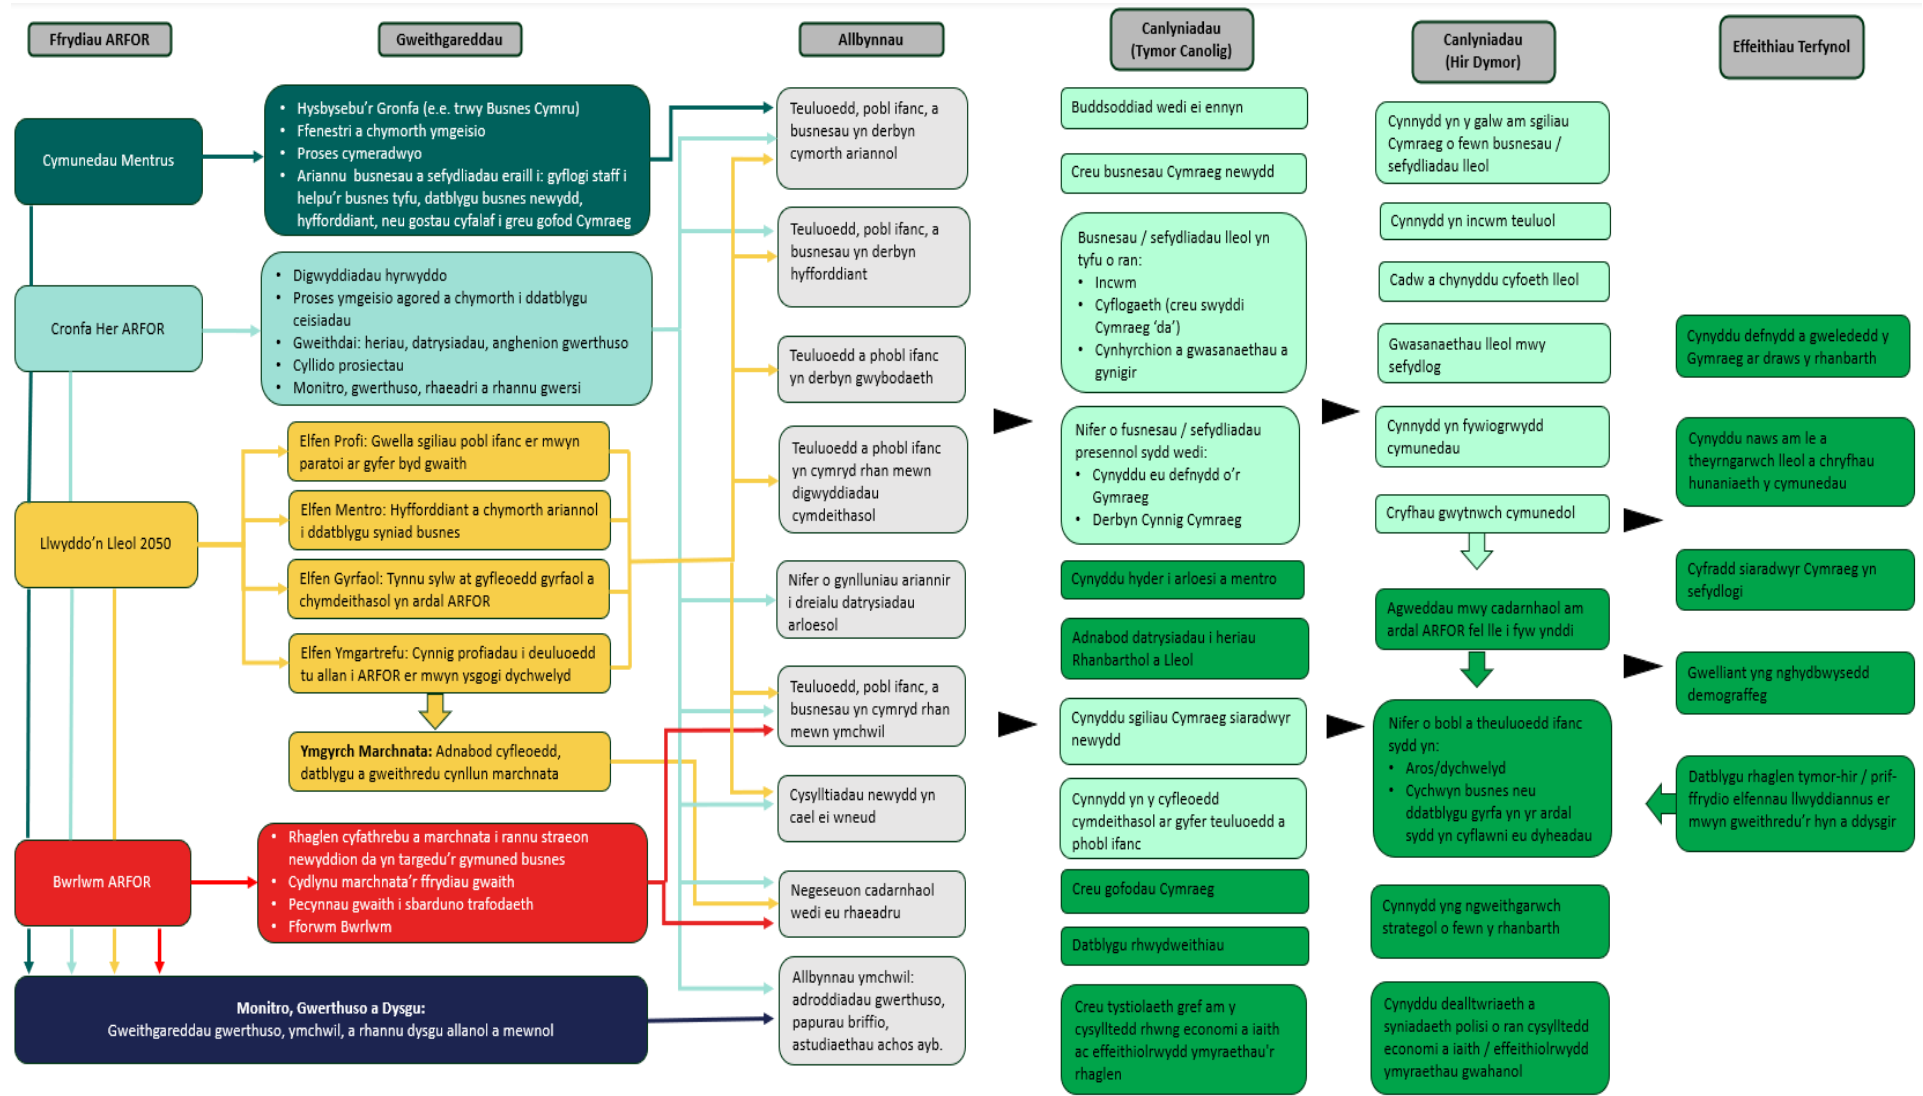 Ffrydiau ARFOR
Gweithgareddau
Allbynnau
Canlyniadau
(Tymor Canolig)
Canlyniadau
(Hir Dymor)
Effeithiau Terfynol
Cymunedau Mentrus
Cronfa Her ARFOR
Llwyddo'n Lleol 2050
Bwrlwm ARFOR
• Hysbysebu'r Gronfa (e.e. trwy Busnes Cymru)
• Ffenestri a chymorth ymgeisio
• Proses cymeradwyo
• Ariannu busnesau a sefydliadau eraill i: gyflogi staff i
helpu'r busnes tyfu, datblygu busnes newydd,
hyfforddiant, neu gostau cyfalaf i greu gofod Cymraeg
• Digwyddiadau hyrwyddo
• Proses ymgeisio agored a chymorth i ddatblygu
ceisiadau
• Gweithdai: heriau, datrysiadau, anghenion gwerthuso
• Cyllido prosiectau
• Monitro, gwerthuso, rhaeadri a rhannu gwersi
Elfen Profi: Gwella sgiliau pobl ifanc er mwyn
paratoi ar gyfer byd gwaith
Elfen Mentro: Hyfforddiant a chymorth ariannol
i ddatblygu syniad busnes
Elfen Gyrfaol: Tynnu sylw at gyfleoedd gyrfaol a
chymdeithasol yn ardal ARFOR
Elfen Ymgartrefu: Cynnig profiadau i deuluoedd
tu allan i ARFOR er mwyn ysgogi dychwelyd
Ymgyrch Marchnata: Adnabod cyfleoedd,
datblygu a gweithredu cynllun marchnata
• Rhaglen cyfathrebu a marchnata i rannu straeon
newyddion da yn targedu'r gymuned busnes
• Cydlynu marchnata'r ffrydiau gwaith
• Pecynnau gwaith i sbarduno trafodaeth
• Fforwm Bwrlwm
Monitro, Gwerthuso a Dysgu:
Gweithgareddau gwerthuso, ymchwil, a rhannu dysgu allanol a mewnol
Teuluoedd, pobl ifanc, a
busnesau yn derbyn
cymorth ariannol
Teuluoedd, pobl ifanc, a
busnesau yn derbyn
hyfforddiant
Teuluoedd a phobl ifanc
yn derbyn gwybodaeth
Teuluoedd a phobl ifanc
yn cymryd rhan mewn
digwyddiadau
cymdeithasol
Nifer o gynlluniau ariannir
i dreialu datrysiadau
arloesol
Teuluoedd, pobl ifanc, a
busnesau yn cymryd rhan
mewn ymchwil
Cysylltiadau newydd yn
cael ei wneud
Negeseuon cadarnhaol
wedi eu rhaeadru
Allbynnau ymchwil:
adroddiadau gwerthuso,
papurau briffio,
astudiaethau achos ayb.
Buddsoddiad wedi ei ennyn
Creu busnesau Cymraeg newydd
Busnesau / sefydliadau lleol yn
tyfu o ran:
• Incwm
• Cyflogaeth (creu swyddi
Cymraeg 'da')
• Cynhyrchion a gwasanaethau a
gynigir
Nifer o fusnesau / sefydliadau
presennol sydd wedi:
• Cynyddu eu defnydd o'r
Gymraeg
• Derbyn Cynnig Cymraeg
Cynyddu hyder i arloesi a mentro
Adnabod datrysiadau i heriau
Rhanbarthol a Lleol
Cynyddu sgiliau Cymraeg siaradwyr
newydd
Cynnydd yn y cyfleoedd
cymdeithasol ar gyfer teuluoedd a
phobl ifanc
Creu gofodau Cymraeg
Datblygu rhwydweithiau
Creu tystiolaeth gref am y
cysylltedd rhwng economi a iaith
ac effeithiolrwydd ymyraethau'r
rhaglen
Cynnydd yn y galw am sgiliau
Cymraeg o fewn busnesau /
sefydliadau lleol
Cynnydd yn incwm teuluol
Cadw a chynyddu cyfoeth lleol
Gwasanaethau lleol mwy
sefydlog
Cynnydd yn fywiogrwydd
cymunedau
Cryfhau gwytnwch cymunedol
Agweddau mwy cadarnhaol am
ardal ARFOR fel lle i fyw ynddi
Nifer o bobl a theuluoedd ifanc
sydd yn:
• Aros/dychwelyd
• Cychwyn busnes neu
ddatblygu gyrfa yn yr ardal
sydd yn cyflawni eu dyheadau
Cynnydd yng ngweithgarwch
strategol o fewn y rhanbarth
Cynyddu dealltwriaeth a
syniadaeth polisi o ran cysylltedd
economi a iaith / effeithiolrwydd
ymyraethau gwahanol
Cynyddu defnydd a gwelededd y
Gymraeg ar draws y rhanbarth
Cynyddu naws am le a
theyrngarwch lleol a chryfhau
hunaniaeth y cymunedau
Cyfradd siaradwyr Cymraeg yn
sefydlogi
Gwelliant yng nghydbwysedd
demograffeg
Datblygu rhaglen tymor-hir / prif-
ffrydio elfennau llwyddiannus er
mwyn gweithredu'r hyn a ddysgir